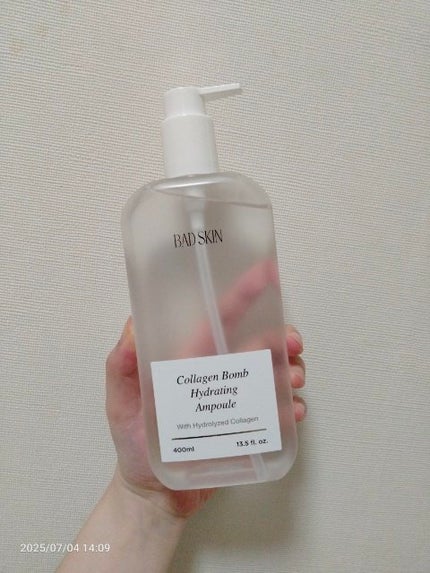 BAD SKIN
Collagen Bomb
Hydrating
Ampoule
With Hydrolyzed Collagen
400ml 13.5 fl. oz.
2025/07/04 14:09